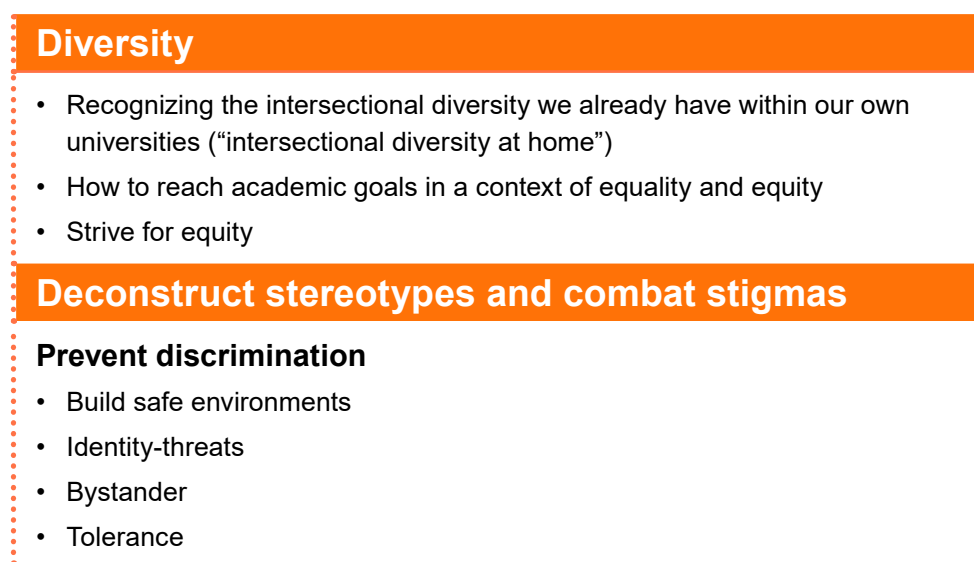 Diversity
• Recognizing the intersectional diversity we already have within our own
universities (“intersectional diversity at home”)
• How to reach academic goals in a context of equality and equity
• Strive for equity
Deconstruct stereotypes and combat stigmas
Prevent discrimination
• Build safe environments
• Identity-threats
• Bystander
• Tolerance